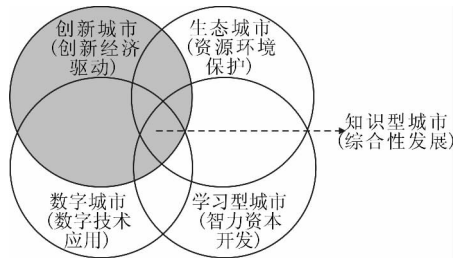 创新城市
(创新经济
驱动)
生态城市
(资源环境
保护)
知识型城市
(综合性发展)
数字城市
(数字技术
应用)
学习型城市
(智力资本
开发)